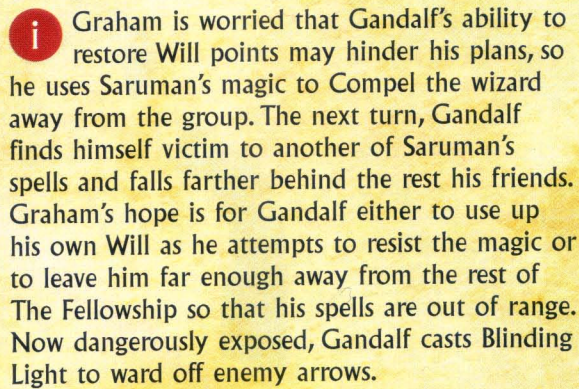 i Graham is worried that Gandalf's ability to
restore Will points may hinder his plans, so
he uses Saruman's magic to Compel the wizard
away from the group. The next turn, Gandalf
finds himself victim to another of Saruman's
spells and falls farther behind the rest his friends.
Graham's hope is for Gandalf either to use up
his own Will as he attempts to resist the magic or
to leave him far enough away from the rest of
The Fellowship so that his spells are out of range.
Now dangerously exposed, Gandalf casts Blinding
Light to ward off enemy arrows.